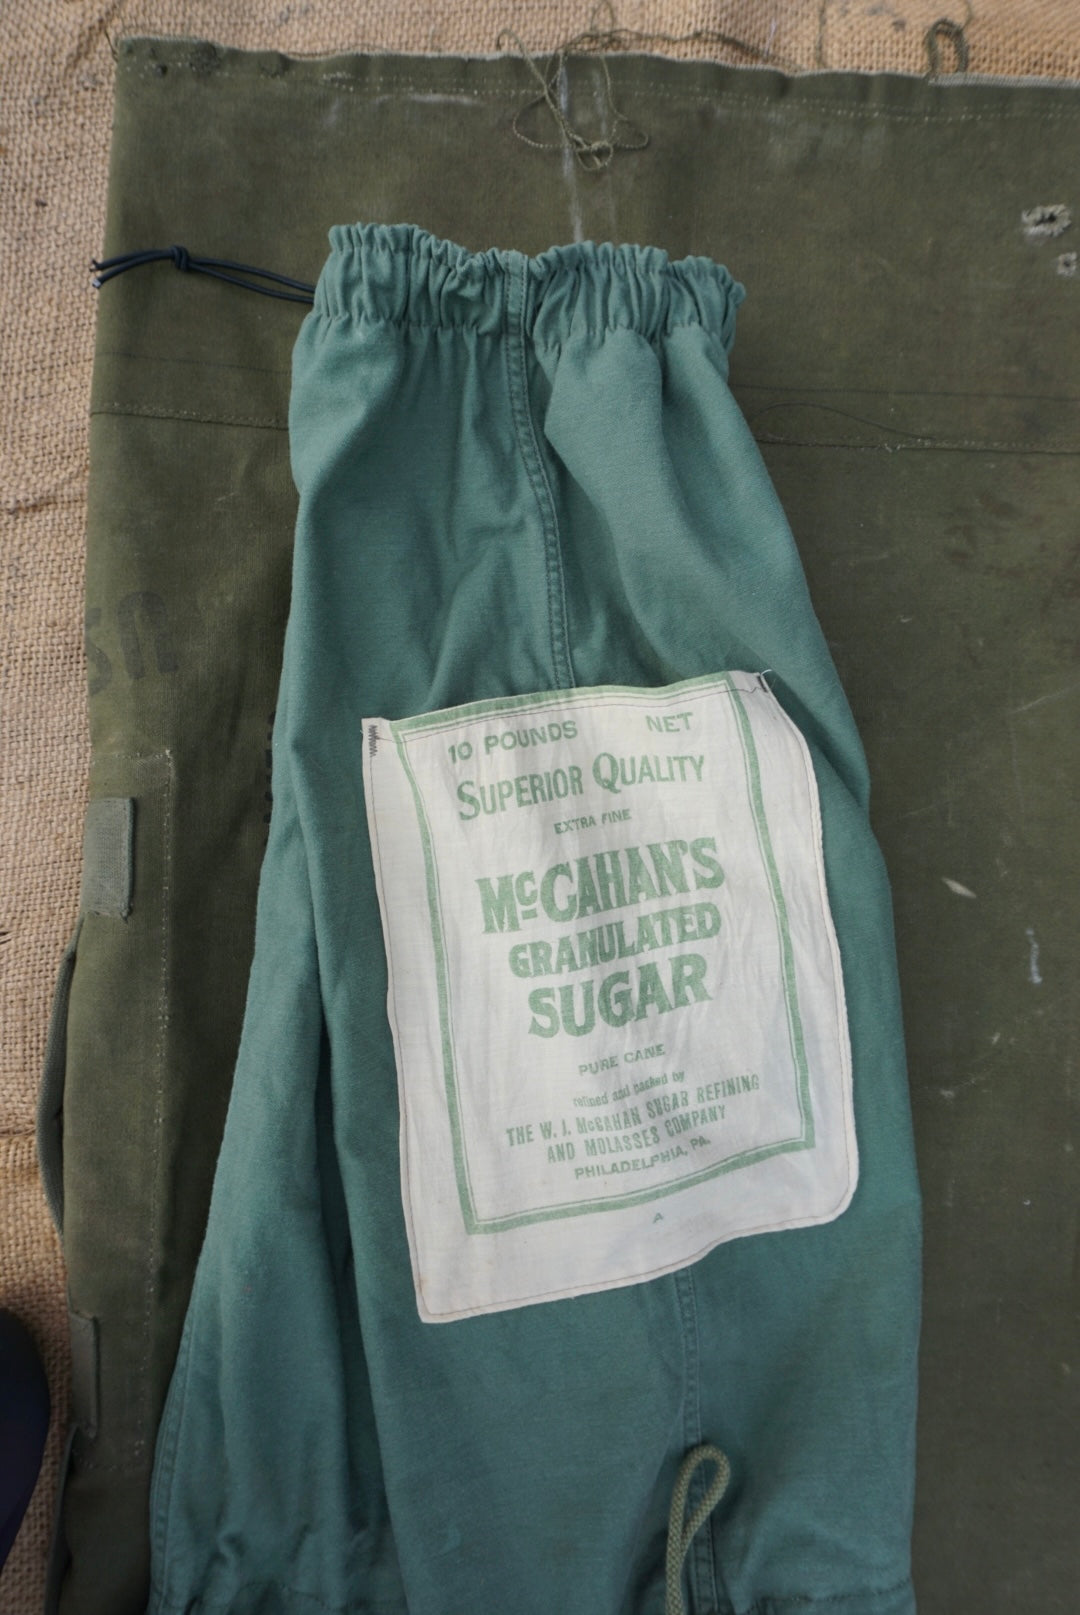 10 POUNDS NET
SUPERIOR QUALITY
EXTRA FINE
McCAHAN'S
GRANULATED
SUGAR
PURE CANE
refined and packed by
THE W. J. McCAHAN SUGAR REFINING
AND MOLASSES COMPANY
PHILADELPHIA, PA.
A
US